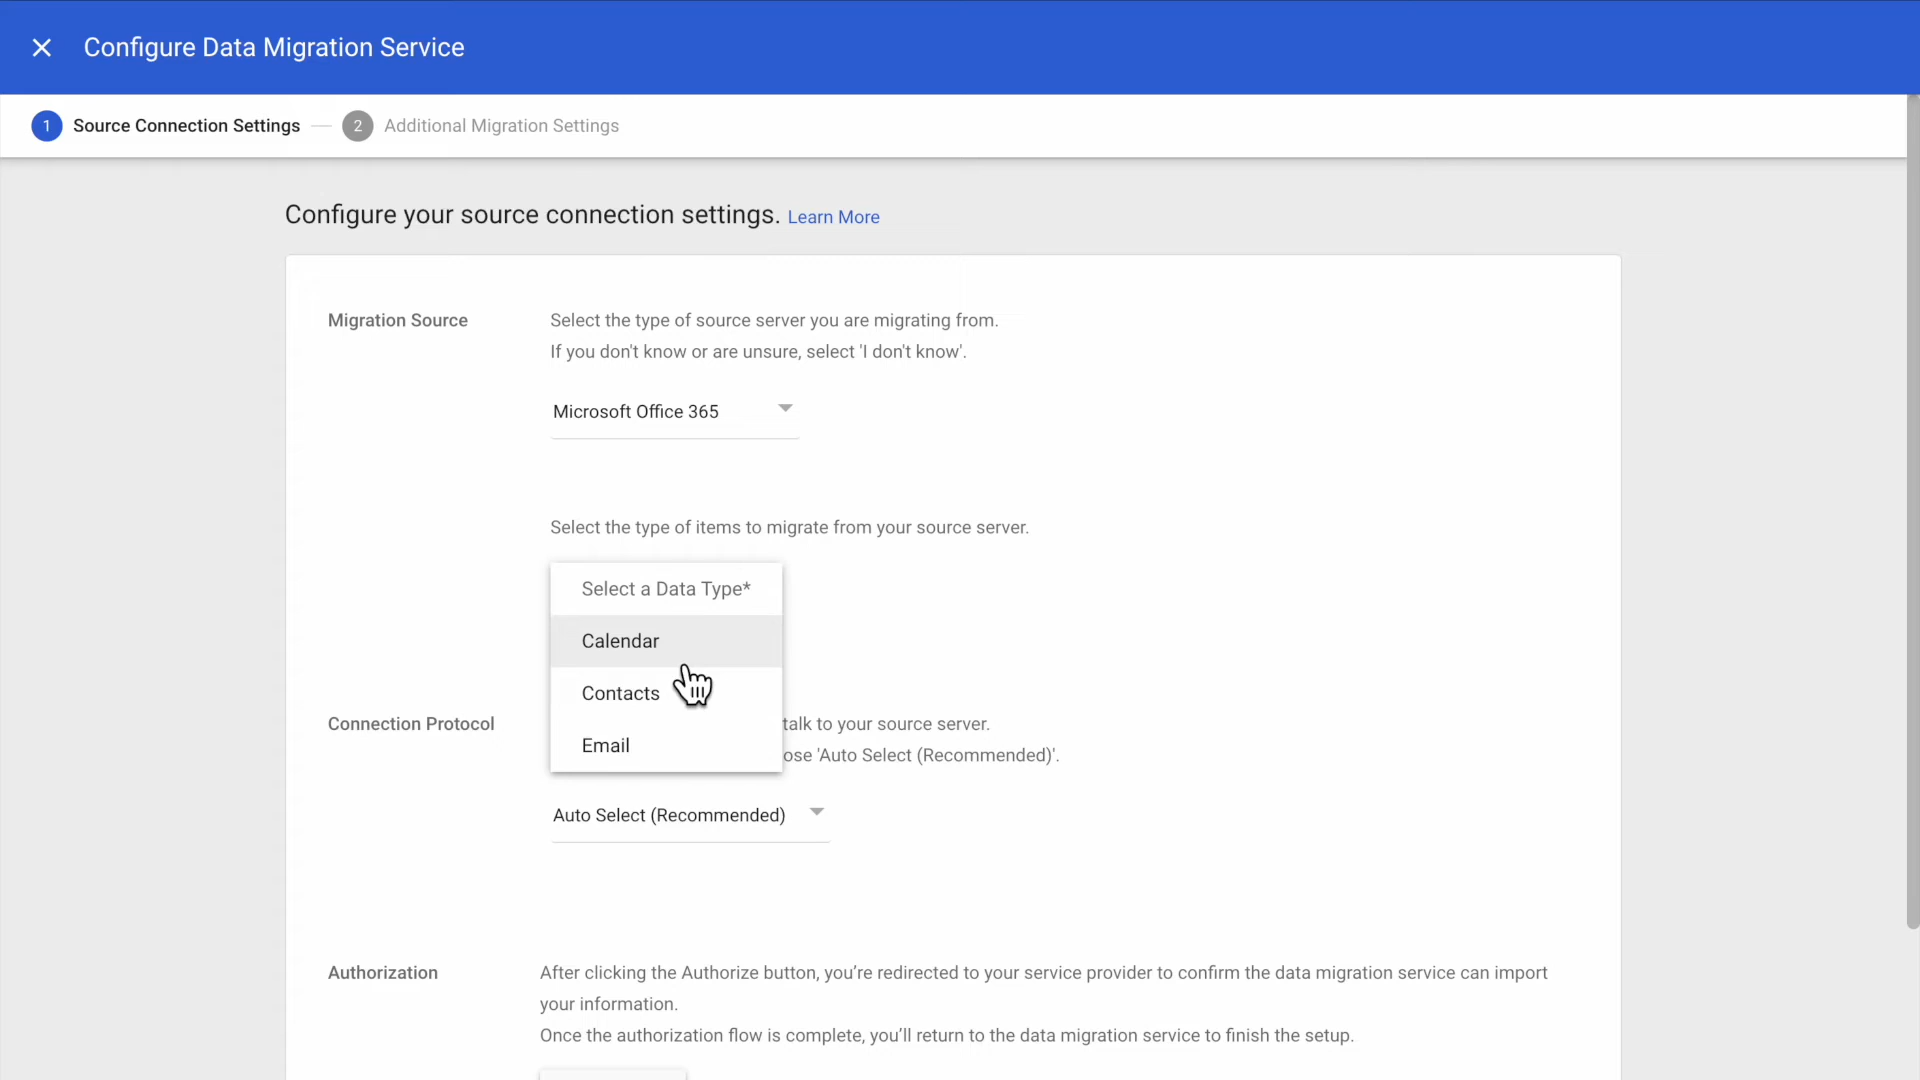 Configure Data Migration Service
1 Source Connection Settings 2 Additional Migration Settings
Configure your source connection settings. Learn More
Migration Source
Select the type of source server you are migrating from.
If you don't know or are unsure, select 'I don't know'.
Microsoft Office 365
Select the type of items to migrate from your source server.
Select a Data Type*
Calendar
Contacts
Email
Connection Protocol
talk to your source server.
ose 'Auto Select (Recommended)'.
Auto Select (Recommended)
Authorization
After clicking the Authorize button, you’re redirected to your service provider to confirm the data migration service can import
your information.
Once the authorization flow is complete, you’ll return to the data migration service to finish the setup.